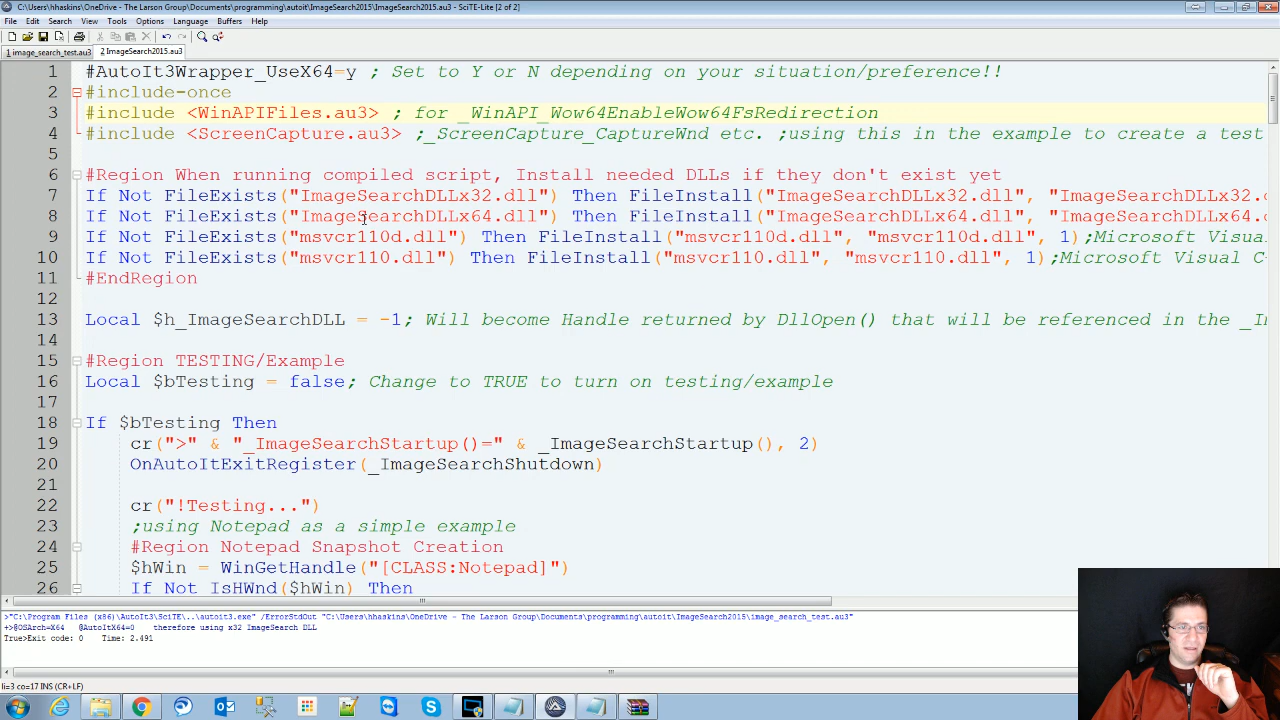 C:\Users\hhaskins\OneDrive - The Larson Group\Documents\programming\autoit\ImageSearch2015\ImageSearch2015.au3 - SciTE-Lite [2 of 2]
File Edit Search View Tools Options Language Buffers Help
1 image_search_test.au3 2 ImageSearch2015.au3
1 #AutoIt3Wrapper_UseX64=y ; Set to Y or N depending on your situation/preference!!
2 #include-once
3 #include <WinAPIFiles.au3> ; for _WinAPI_Wow64EnableWow64FsRedirection
4 #include <ScreenCapture.au3> ;_ScreenCapture_CaptureWnd etc. ;using this in the example to create a test
5
6 #Region When running compiled script, Install needed DLLs if they don't exist yet
7 If Not FileExists("ImageSearchDLLx32.dll") Then FileInstall("ImageSearchDLLx32.dll", "ImageSearchDLLx32.d
8 If Not FileExists("ImageSearchDLLx64.dll") Then FileInstall("ImageSearchDLLx64.dll", "ImageSearchDLLx64.d
9 If Not FileExists("msvcr110d.dll") Then FileInstall("msvcr110d.dll", "msvcr110d.dll", 1);Microsoft Visua
10 If Not FileExists("msvcr110.dll") Then FileInstall("msvcr110.dll", "msvcr110.dll", 1);Microsoft Visual C
11 #EndRegion
12
13 Local $h_ImageSearchDLL = -1; Will become Handle returned by DllOpen() that will be referenced in the _I
14
15 #Region TESTING/Example
16 Local $bTesting = false; Change to TRUE to turn on testing/example
17
18 If $bTesting Then
19 cr(">" & "_ImageSearchStartup()=" & _ImageSearchStartup(), 2)
20 OnAutoItExitRegister(_ImageSearchShutdown)
21
22 cr("!Testing...")
23 ;using Notepad as a simple example
24 #Region Notepad Snapshot Creation
25 $hWin = WinGetHandle("[CLASS:Notepad]")
26 If Not IsHWnd($hWin) Then
>"C:\Program Files (x86)\AutoIt3\SciTE\..\autoit3.exe" /ErrorStdOut "C:\Users\hhaskins\OneDrive - The Larson Group\Documents\programming\autoit\ImageSearch2015\image_search_test.au3"
+>@OSArch=X64 @AutoItX64=0 therefore using x32 ImageSearch DLL
True>Exit code: 0 Time: 2.491
li=3 co=17 INS (CR+LF)